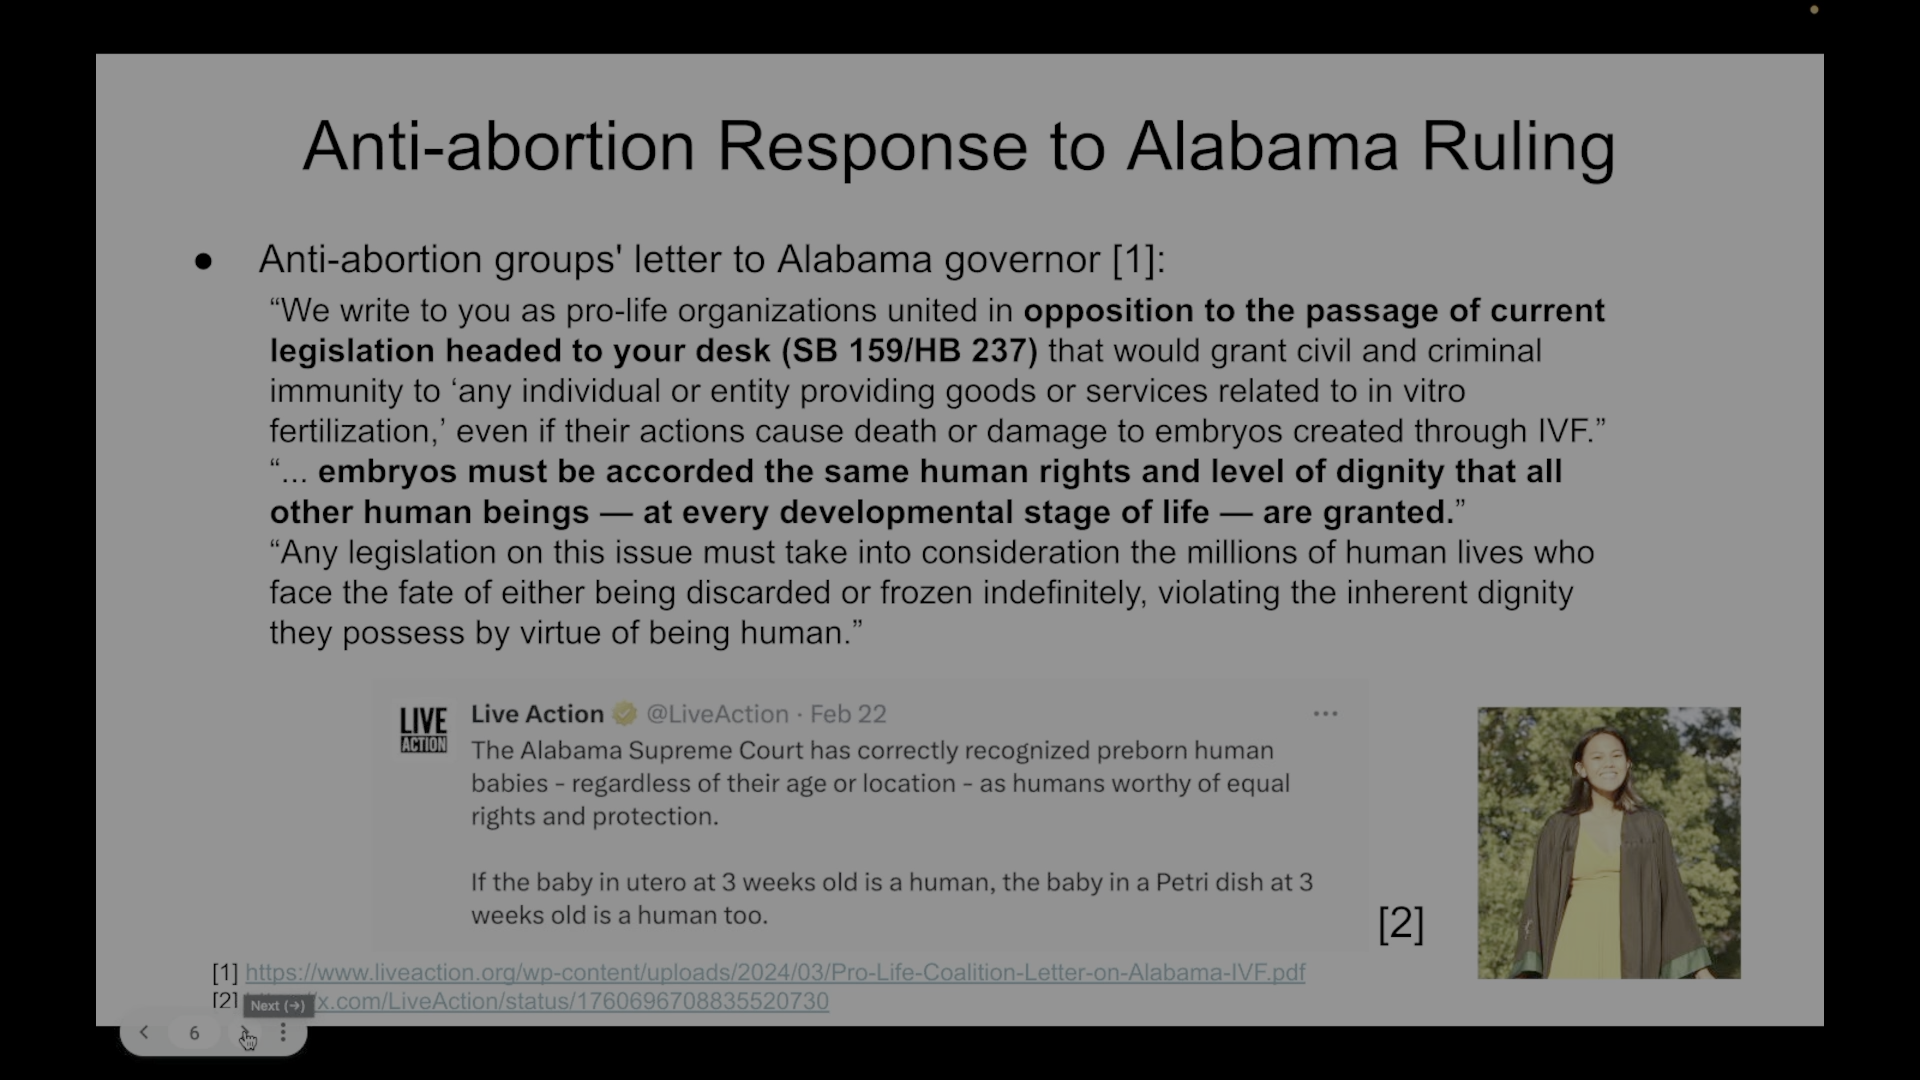 Anti-abortion Response to Alabama Ruling
● Anti-abortion groups' letter to Alabama governor [1]:
“We write to you as pro-life organizations united in opposition to the passage of current
legislation headed to your desk (SB 159/HB 237) that would grant civil and criminal
immunity to ‘any individual or entity providing goods or services related to in vitro
fertilization,’ even if their actions cause death or damage to embryos created through IVF.”
“... embryos must be accorded the same human rights and level of dignity that all
other human beings — at every developmental stage of life — are granted.”
“Any legislation on this issue must take into consideration the millions of human lives who
face the fate of either being discarded or frozen indefinitely, violating the inherent dignity
they possess by virtue of being human.”
LIVE
ACTION
Live Action @LiveAction · Feb 22
The Alabama Supreme Court has correctly recognized preborn human
babies - regardless of their age or location - as humans worthy of equal
rights and protection.
If the baby in utero at 3 weeks old is a human, the baby in a Petri dish at 3
weeks old is a human too.
[2]
[1] https://www.liveaction.org/wp-content/uploads/2024/03/Pro-Life-Coalition-Letter-on-Alabama-IVF.pdf
[2] x.com/LiveAction/status/1760696708835520730
Next (→)
6